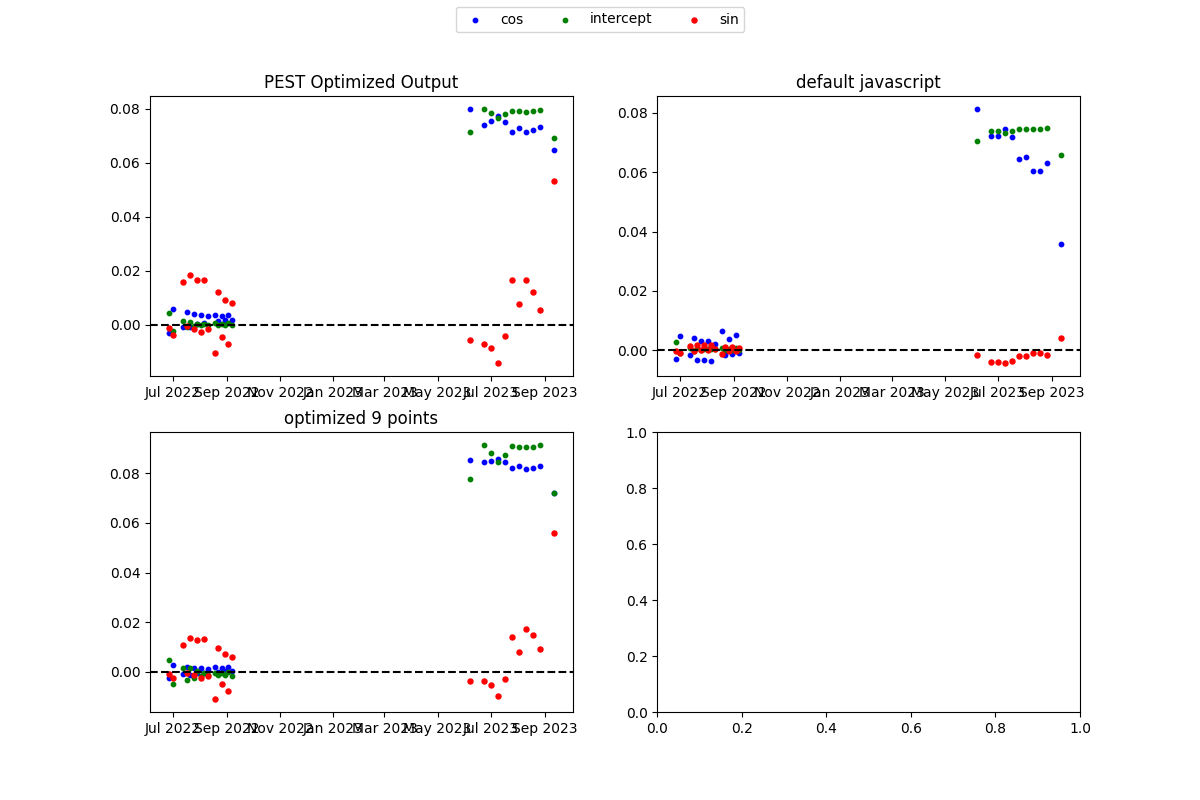 cos intercept sin
PEST Optimized Output
0.08
0.06
0.04
0.02
0.00
Jul 2022 Sep 2022 Nov 2022 Jan 2023 Mar 2023 May 2023 Jul 2023 Sep 2023
default javascript
0.08
0.06
0.04
0.02
0.00
Jul 2022 Sep 2022 Nov 2022 Jan 2023 Mar 2023 May 2023 Jul 2023 Sep 2023
optimized 9 points
0.08
0.06
0.04
0.02
0.00
Jul 2022 Sep 2022 Nov 2022 Jan 2023 Mar 2023 May 2023 Jul 2023 Sep 2023
1.0
0.8
0.6
0.4
0.2
0.0
0.0 0.2 0.4 0.6 0.8 1.0